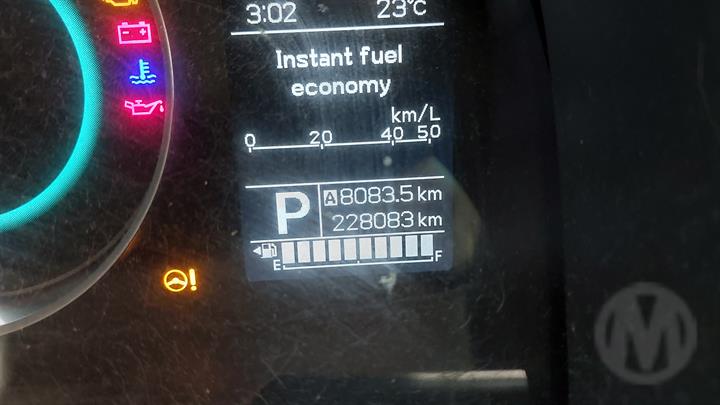 3:02 23°C
Instant fuel
economy
km/L
0 20 40 50
P
A 8083.5 km
228083 km
E F
M